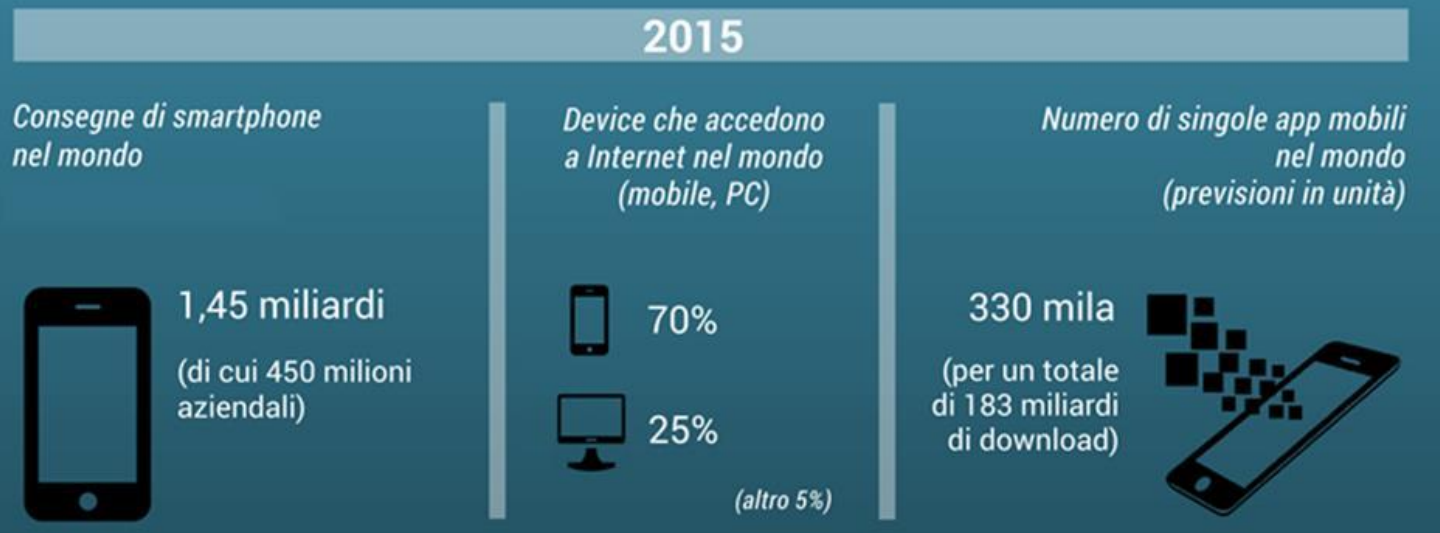 2015
Consegne di smartphone
nel mondo
1,45 miliardi
(di cui 450 milioni
aziendali)
Device che accedono
a Internet nel mondo
(mobile, PC)
70%
25%
(altro 5%)
Numero di singole app mobili
nel mondo
(previsioni in unità)
330 mila
(per un totale
di 183 miliardi
di download)